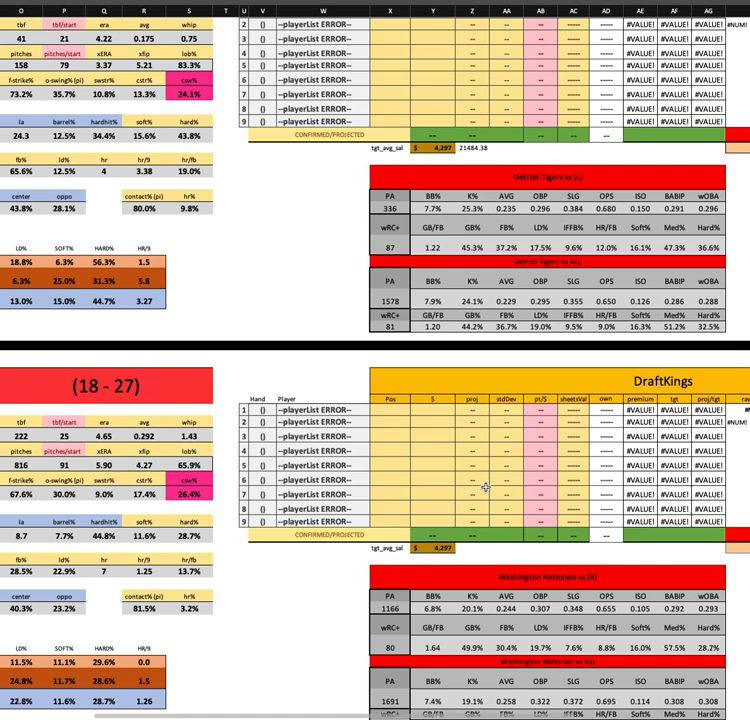 O P Q R S T U V W X Y Z AA AB AC AD AE AF AG
tbf tbf/start era avg whip 2 () --playerList ERROR-- -- -- -- ----- ----- #VALUE! #VALUE! #VALUE! #NUM!
41 21 4.22 0.175 0.75 3 () --playerList ERROR-- -- -- -- ----- ----- #VALUE! #VALUE! #VALUE!
pitches pitches/start xERA xfip lob% 4 () --playerList ERROR-- -- -- -- ----- ----- #VALUE! #VALUE! #VALUE!
158 79 3.37 5.21 83.3% 5 () --playerList ERROR-- -- -- -- ----- ----- #VALUE! #VALUE! #VALUE!
f-strike% o-swing% (pi) swstr% cstr% csw% 6 () --playerList ERROR-- -- -- -- ----- ----- #VALUE! #VALUE! #VALUE!
73.2% 35.7% 10.8% 13.3% 24.1% 7 () --playerList ERROR-- -- -- -- ----- ----- #VALUE! #VALUE! #VALUE!
8 () --playerList ERROR-- -- -- -- ----- ----- #VALUE! #VALUE! #VALUE!
la barrel% hardhit% soft% hard% 9 () --playerList ERROR-- -- -- -- ----- ----- #VALUE! #VALUE! #VALUE!
24.3 12.5% 34.4% 15.6% 43.8% CONFIRMED/PROJECTED -- -- -- -- --
tgt_avg_sal $ 4,297 21484.38
fb% ld% hr hr/9 hr/fb
65.6% 12.5% 4 3.38 19.0% Detroit Tigers vs (L)
center oppo contact% (pi) hr% PA BB% K% AVG OBP SLG OPS ISO BABIP wOBA
43.8% 28.1% 80.0% 9.8% 336 7.7% 25.3% 0.235 0.296 0.384 0.680 0.150 0.291 0.296
wRC+ GB/FB GB% FB% LD% IFFB% HR/FB Soft% Med% Hard%
LD% SOFT% HARD% HR/9 87 1.22 45.3% 37.2% 17.5% 9.6% 12.0% 16.1% 47.3% 36.6%
18.8% 6.3% 56.3% 1.5 Detroit Tigers vs ALL
6.3% 25.0% 31.3% 5.8 PA BB% K% AVG OBP SLG OPS ISO BABIP wOBA
13.0% 15.0% 44.7% 3.27 1578 7.9% 24.1% 0.229 0.295 0.355 0.650 0.126 0.286 0.288
wRC+ GB/FB GB% FB% LD% IFFB% HR/FB Soft% Med% Hard%
81 1.20 44.2% 36.7% 19.0% 9.5% 9.0% 16.3% 51.2% 32.5%
(18 - 27) DraftKings
Hand Player Pos $ proj stdDev pt/$ sheetsVal own premium tgt proj/tgt
1 () --playerList ERROR-- -- -- -- ----- ----- #VALUE! #VALUE! #VALUE!
tbf tbf/start era avg whip 2 () --playerList ERROR-- -- -- -- ----- ----- #VALUE! #VALUE! #VALUE! #NUM!
222 25 4.65 0.292 1.43 3 () --playerList ERROR-- -- -- -- ----- ----- #VALUE! #VALUE! #VALUE!
pitches pitches/start xERA xfip lob% 4 () --playerList ERROR-- -- -- -- ----- ----- #VALUE! #VALUE! #VALUE!
816 91 5.90 4.27 65.9% 5 () --playerList ERROR-- -- -- -- ----- ----- #VALUE! #VALUE! #VALUE!
f-strike% o-swing% (pi) swstr% cstr% csw% 6 () --playerList ERROR-- -- -- -- ----- ----- #VALUE! #VALUE! #VALUE!
67.6% 30.0% 9.0% 17.4% 26.4% 7 () --playerList ERROR-- -- -- -- ----- ----- #VALUE! #VALUE! #VALUE!
8 () --playerList ERROR-- -- -- -- ----- ----- #VALUE! #VALUE! #VALUE!
la barrel% hardhit% soft% hard% 9 () --playerList ERROR-- -- -- -- ----- ----- #VALUE! #VALUE! #VALUE!
8.7 7.7% 44.8% 11.6% 28.7% CONFIRMED/PROJECTED -- -- -- -- --
tgt_avg_sal $ 4,297
fb% ld% hr hr/9 hr/fb
28.5% 22.9% 7 1.25 13.7% Washington Nationals vs (R)
center oppo contact% (pi) hr% PA BB% K% AVG OBP SLG OPS ISO BABIP wOBA
40.3% 23.2% 81.5% 3.2% 1166 6.8% 20.1% 0.244 0.307 0.348 0.655 0.105 0.292 0.293
wRC+ GB/FB GB% FB% LD% IFFB% HR/FB Soft% Med% Hard%
LD% SOFT% HARD% HR/9 80 1.64 49.9% 30.4% 19.7% 7.6% 8.8% 16.0% 57.5% 28.2%
11.5% 11.1% 29.6% 0.0 Washington Nationals vs ALL
24.8% 11.7% 28.6% 1.5 PA BB% K% AVG OBP SLG OPS ISO BABIP wOBA
22.8% 11.6% 28.7% 1.26 1691 7.4% 19.1% 0.258 0.322 0.372 0.695 0.114 0.308 0.308
wRC+ GB/FB GB% FB% LD% IFFB% HR/FB Soft% Med% Hard%